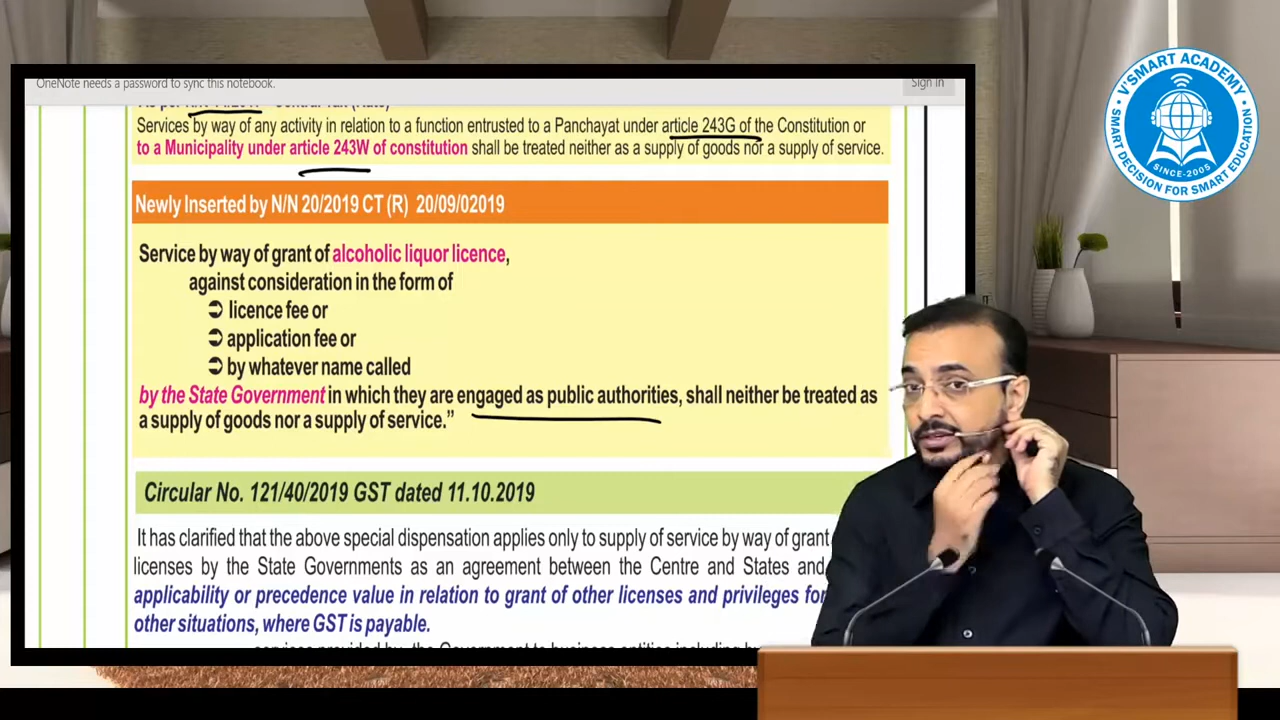 OneNote needs a password to sync this notebook.
Sign in
Services by way of any activity in relation to a function entrusted to a Panchayat under article 243G of the Constitution or
to a Municipality under article 243W of constitution shall be treated neither as a supply of goods nor a supply of service.
Newly Inserted by N/N 20/2019 CT (R) 20/09/02019
Service by way of grant of alcoholic liquor licence,
against consideration in the form of
➲ licence fee or
➲ application fee or
➲ by whatever name called
by the State Government in which they are engaged as public authorities, shall neither be treated as
a supply of goods nor a supply of service.”
Circular No. 121/40/2019 GST dated 11.10.2019
It has clarified that the above special dispensation applies only to supply of service by way of grant
licenses by the State Governments as an agreement between the Centre and States and
applicability or precedence value in relation to grant of other licenses and privileges for
other situations, where GST is payable.
services provided by the Government to business entities including
V'SMART ACADEMY
SINCE-2005
SMART DECISION FOR SMART EDUCATION